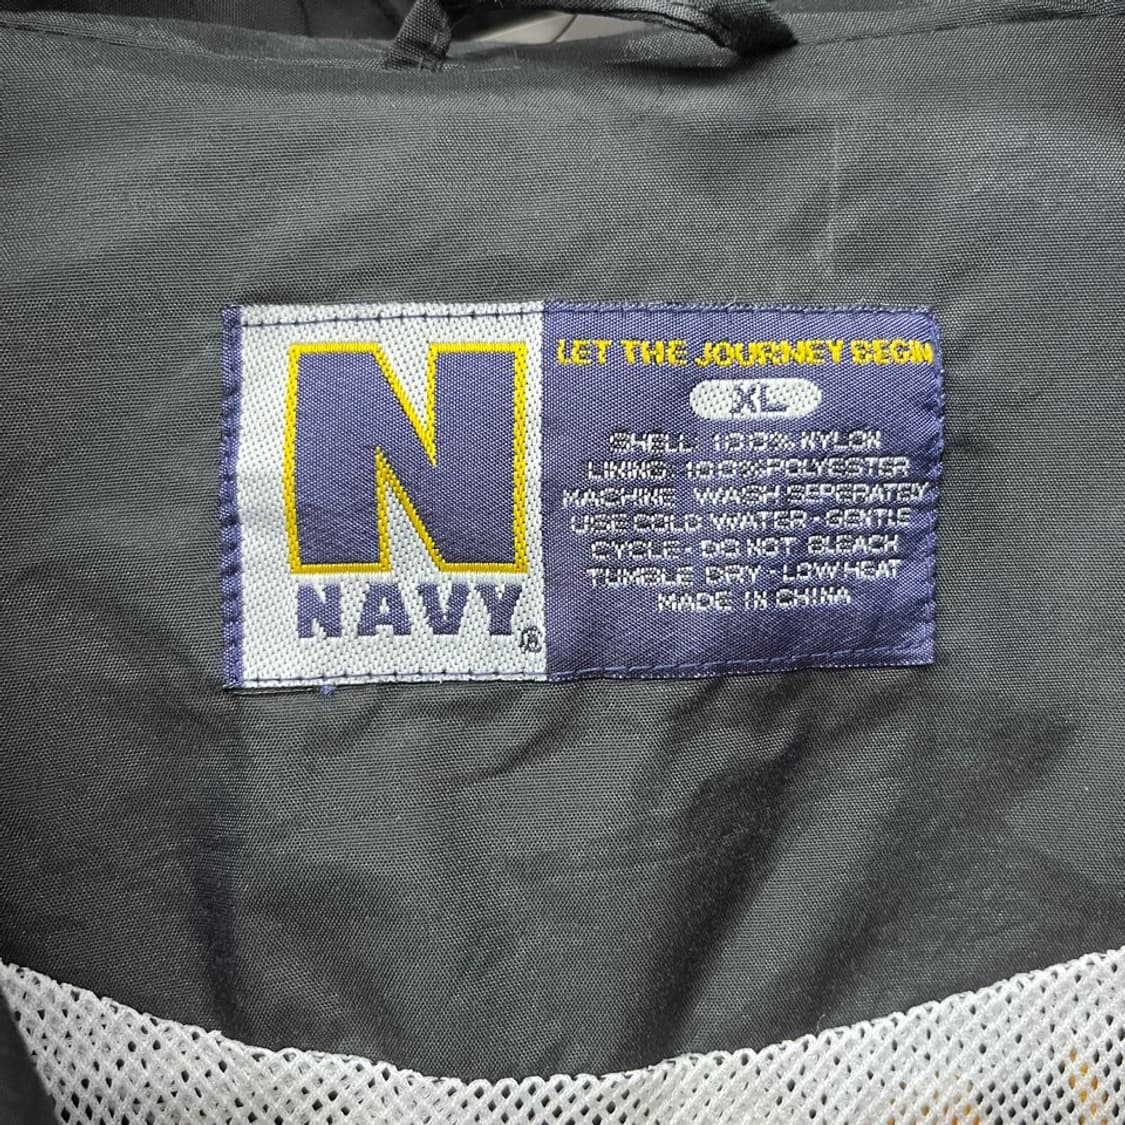 N
NAVY®
LET THE JOURNEY BEGIN
XL
SHELL: 100% NYLON
LINING: 100% POLYESTER
MACHINE WASH SEPERATELY
USE COLD WATER - GENTLE
CYCLE - DO NOT BLEACH
TUMBLE DRY - LOW HEAT
MADE IN CHINA